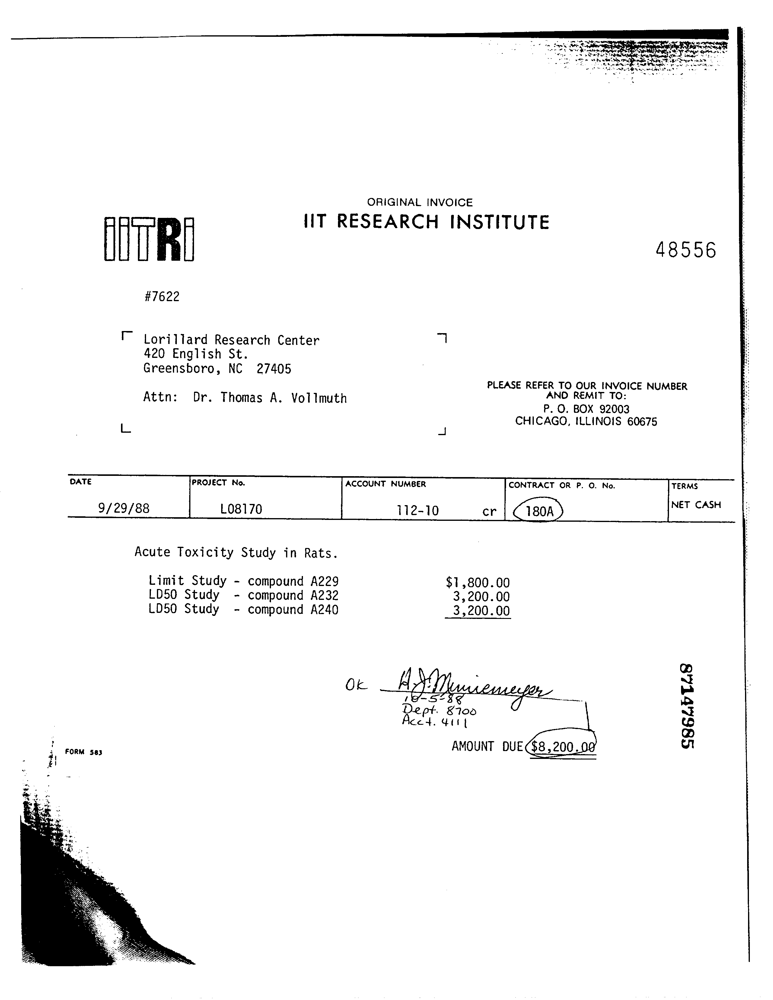 ORIGINAL INVOICE
IITRI
IIT RESEARCH INSTITUTE
48556
#7622
Lorillard Research Center
420 English St.
Greensboro, NC 27405
Attn: Dr. Thomas A. Vollmuth
PLEASE REFER TO OUR INVOICE NUMBER
AND REMIT TO:
P. O. BOX 92003
CHICAGO, ILLINOIS 60675
DATE PROJECT No. ACCOUNT NUMBER CONTRACT OR P. O. No. TERMS
9/29/88 L08170 112-10 cr 180A NET CASH
Acute Toxicity Study in Rats.
Limit Study - compound A229 $1,800.00
LD50 Study - compound A232 3,200.00
LD50 Study - compound A240 3,200.00
OK H.J. Minnemeyer
10-5-88
Dept. 8700
Acct. 4111
AMOUNT DUE $8,200.00
FORM 583
87147985